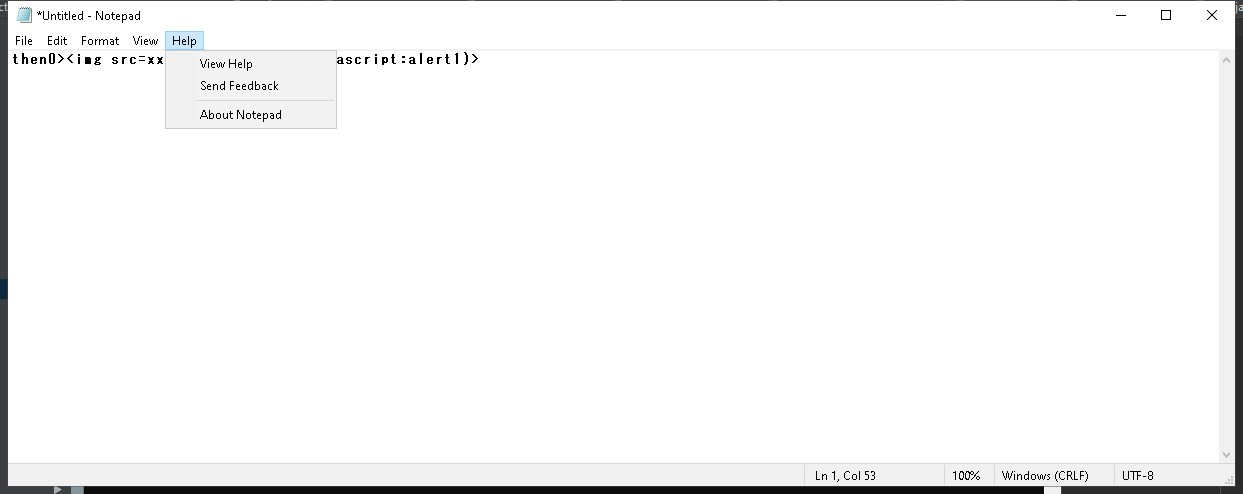 *Untitled - Notepad
File Edit Format View Help
then0><img src=xx ascript:alert1)>
View Help
Send Feedback
About Notepad
Ln 1, Col 53 100% Windows (CRLF) UTF-8